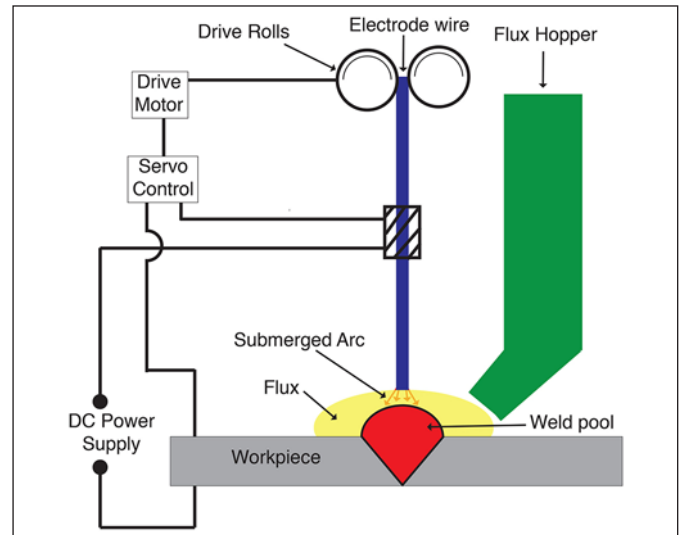 Electrode wire
Drive Rolls
Flux Hopper
Drive
Motor
Servo
Control
Submerged Arc
Flux
DC Power
Supply
Weld pool
Workpiece